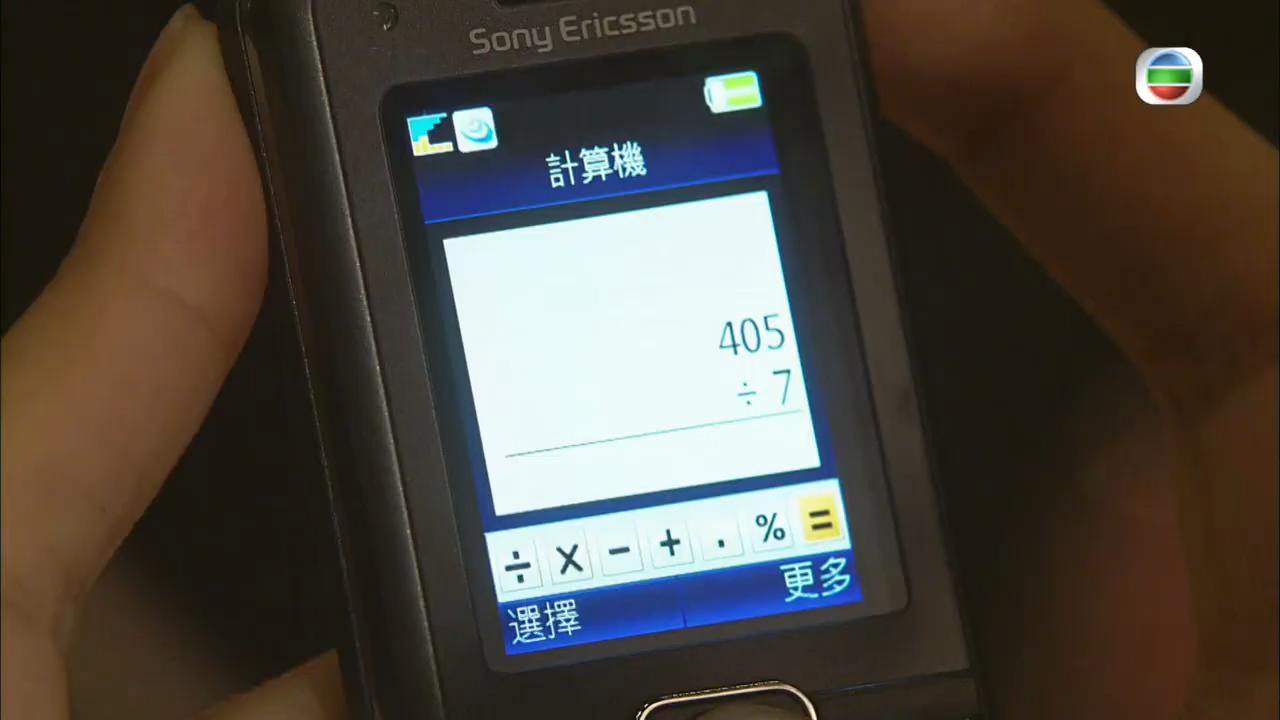 Sony Ericsson
計算機
405
÷ 7
÷ × − + . % =
選擇 更多